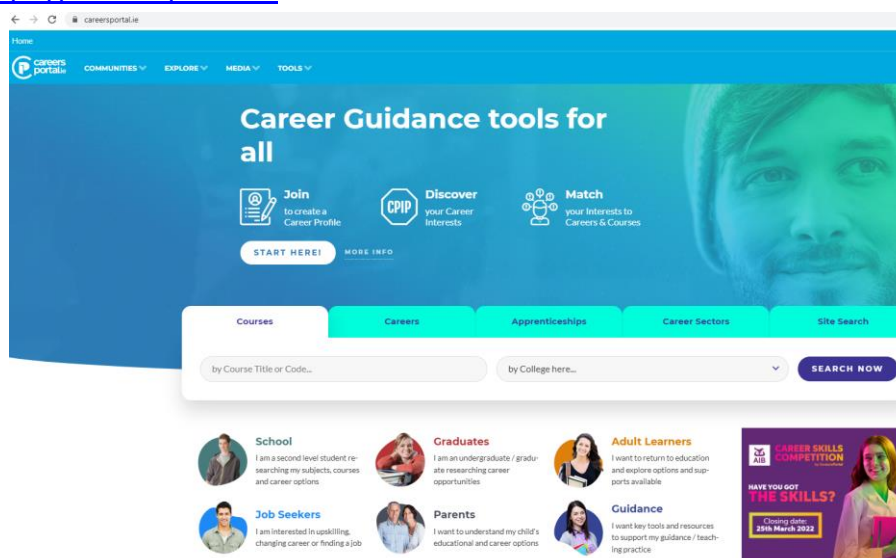 careersportal.ie
Home
careers
portal.ie
COMMUNITIES
EXPLORE
MEDIA
TOOLS
Career Guidance tools for
all
Join
to create a
Career Profile
CPIP
Discover
your Career
Interests
Match
your Interests to
Careers & Courses
START HERE!
MORE INFO
Courses
Careers
Apprenticeships
Career Sectors
Site Search
by Course Title or Code...
by College here...
SEARCH NOW
School
I am a second level student re-
searching my subjects, courses
and career options
Graduates
I am an undergraduate / gradu-
ate researching career
opportunities
Adult Learners
I want to return to education
and explore options and sup-
ports available
Job Seekers
I am interested in upskilling,
changing career or finding a job
Parents
I want to understand my child's
educational and career options
Guidance
I want key tools and resources
to support my guidance / teach-
ing practice
AIB
CAREER SKILLS
COMPETITION
HAVE YOU GOT
THE SKILLS?
Closing date:
25th March 2022